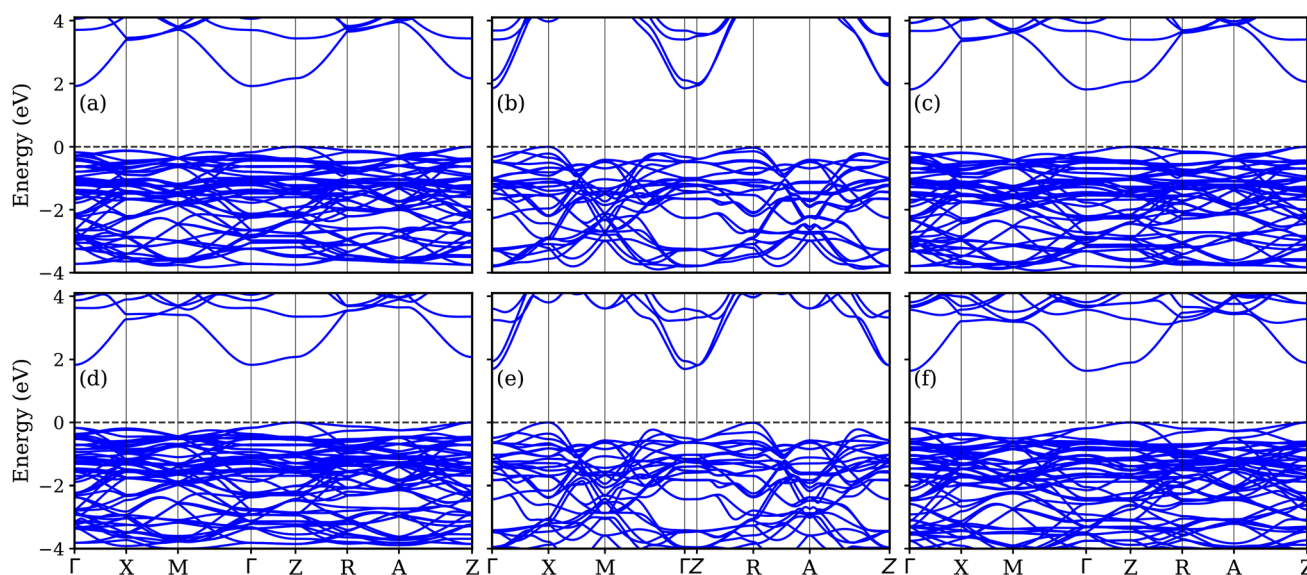 4
2
0
−2
−4
Energy (eV)
(a)
(b)
(c)
4
2
0
−2
−4
Energy (eV)
(d)
(e)
(f)
Γ X M Γ Z R A Z
Γ X M ΓZ R A Z
Γ X M Γ Z R A Z